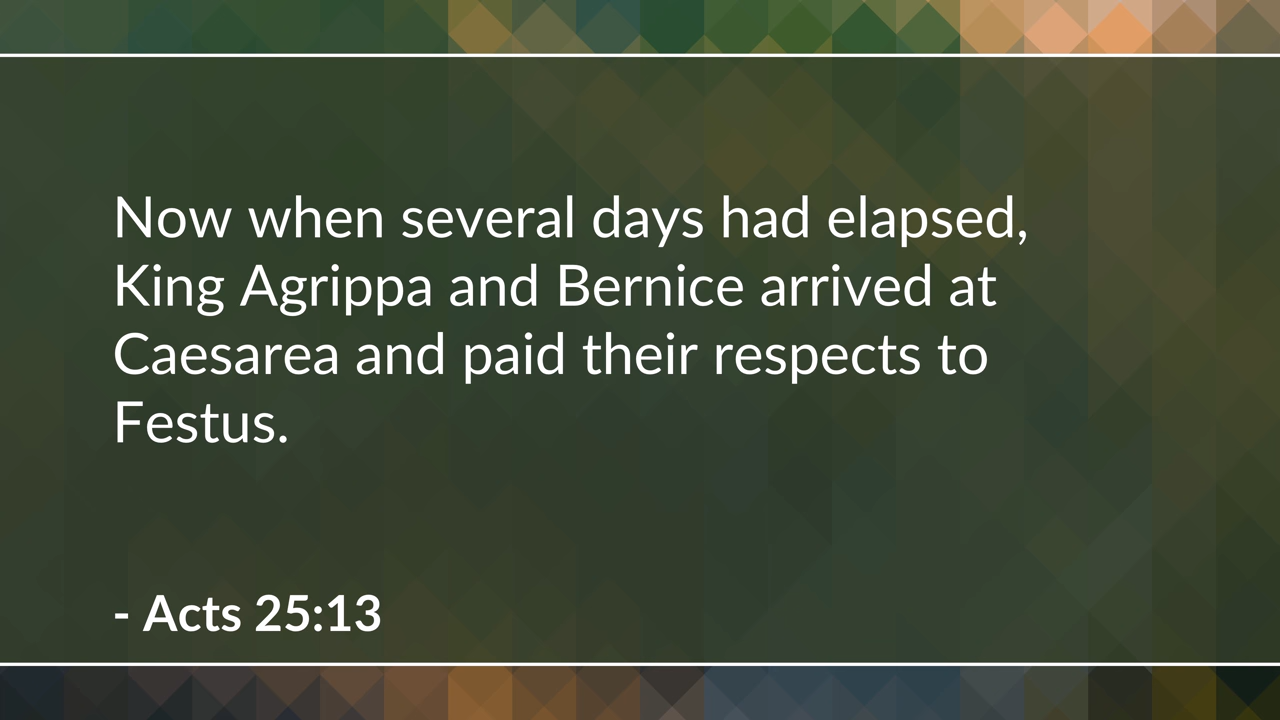 Now when several days had elapsed,
King Agrippa and Bernice arrived at
Caesarea and paid their respects to
Festus.
- Acts 25:13